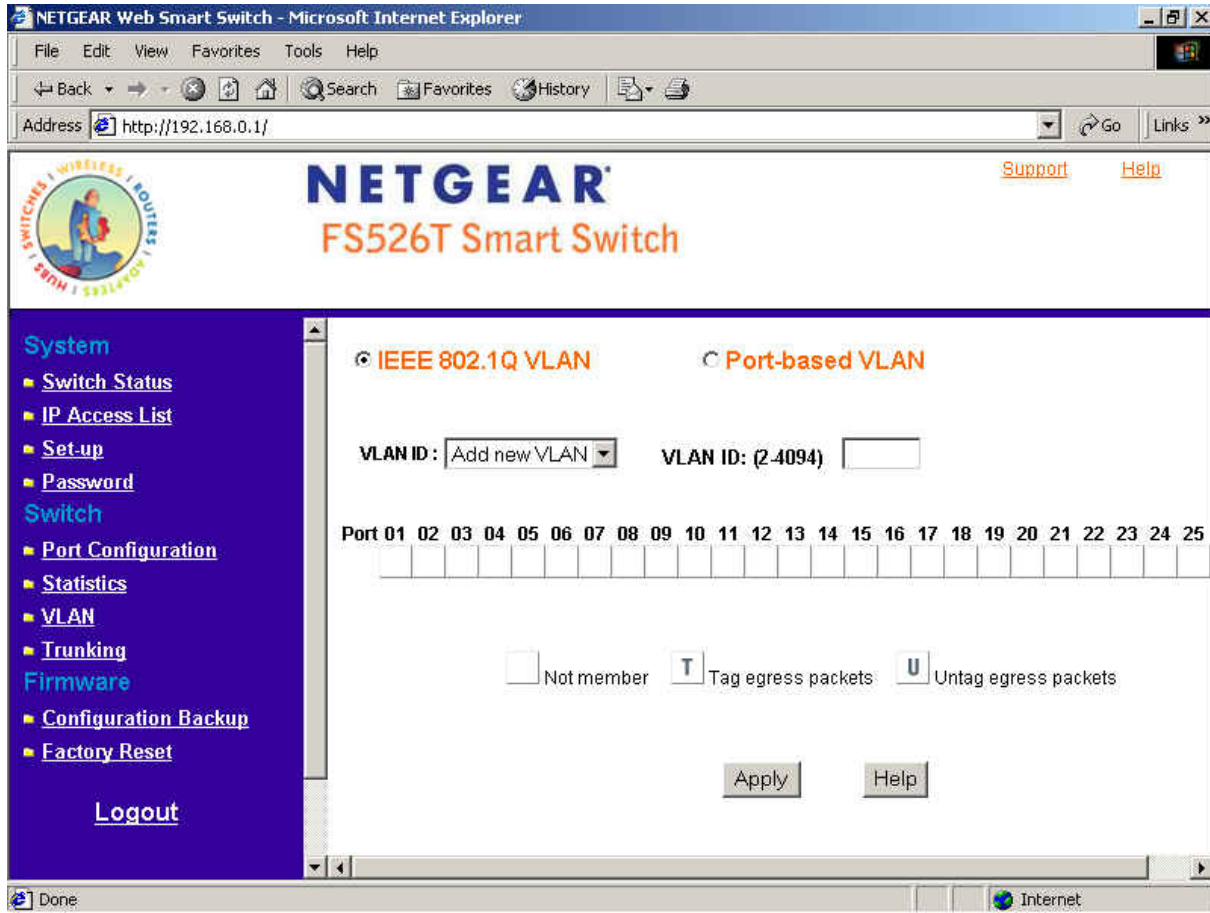 NETGEAR Web Smart Switch - Microsoft Internet Explorer
File Edit View Favorites Tools Help
Back Search Favorites History
Address http://192.168.0.1/ Go Links »
SWITCHES | WIRELESS | ROUTERS | ADAPTERS | HUBS |
NETGEAR
FS526T Smart Switch
Support Help
System
Switch Status
IP Access List
Set-up
Password
Switch
Port Configuration
Statistics
VLAN
Trunking
Firmware
Configuration Backup
Factory Reset
Logout
IEEE 802.1Q VLAN Port-based VLAN
VLAN ID : Add new VLAN VLAN ID: (2-4094)
Port 01 02 03 04 05 06 07 08 09 10 11 12 13 14 15 16 17 18 19 20 21 22 23 24 25
Not member T Tag egress packets U Untag egress packets
Apply Help
Done Internet